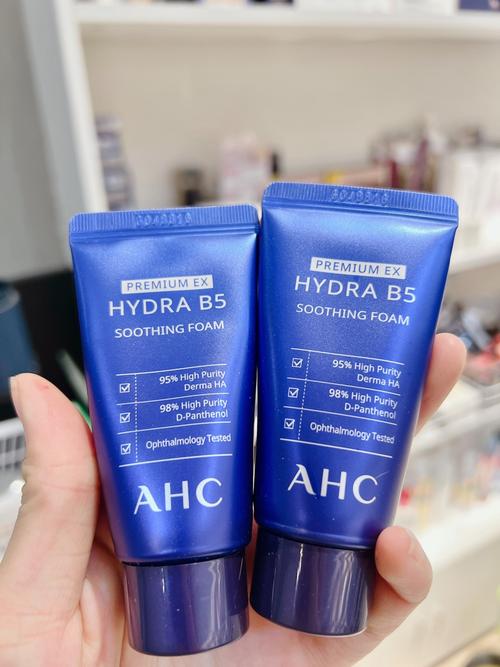 PREMIUM EX
HYDRA B5
SOOTHING FOAM
95% High Purity
Derma HA
98% High Purity
D-Panthenol
Ophthalmology Tested
AHC
PREMIUM EX
HYDRA B5
SOOTHING FOAM
95% High Purity
Derma HA
98% High Purity
D-Panthenol
Ophthalmology Tested
AHC